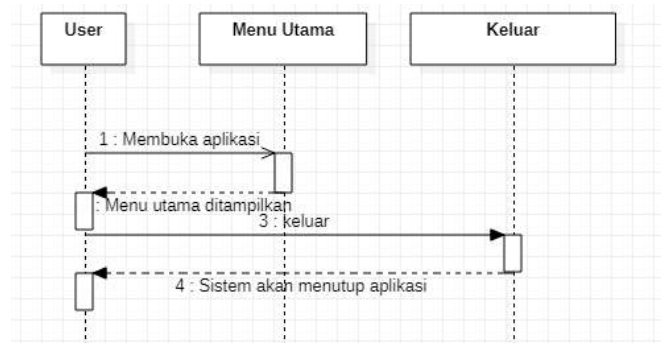 User
Menu Utama
Keluar
1 : Membuka aplikasi
: Menu utama ditampilkan
3 : keluar
4 : Sistem akan menutup aplikasi